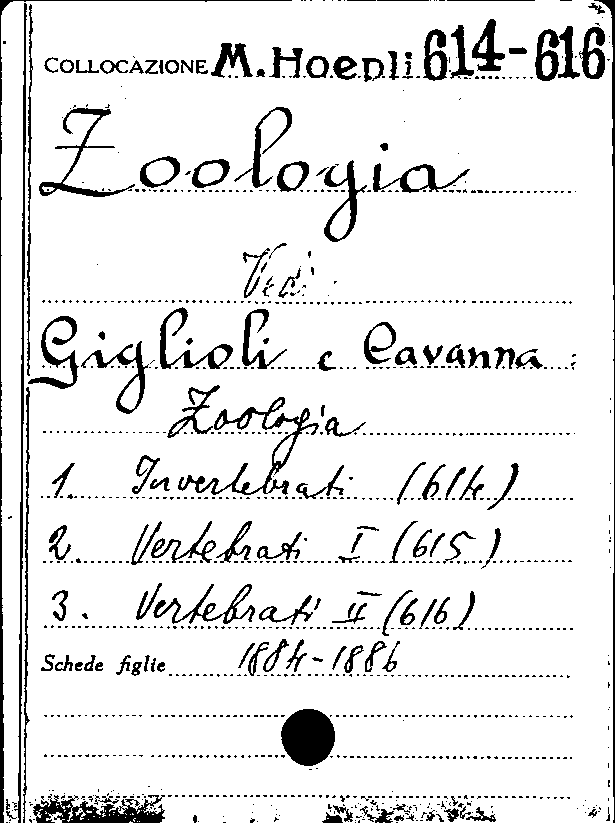 COLLOCAZIONE M. Hoepli 614-616
Zoologia
Vedi
Giglioli e Cavanna:
Zoologia
1. Invertebrati (614)
2. Vertebrati I (615)
3. Vertebrati II (616)
Schede figlie 1884-1886